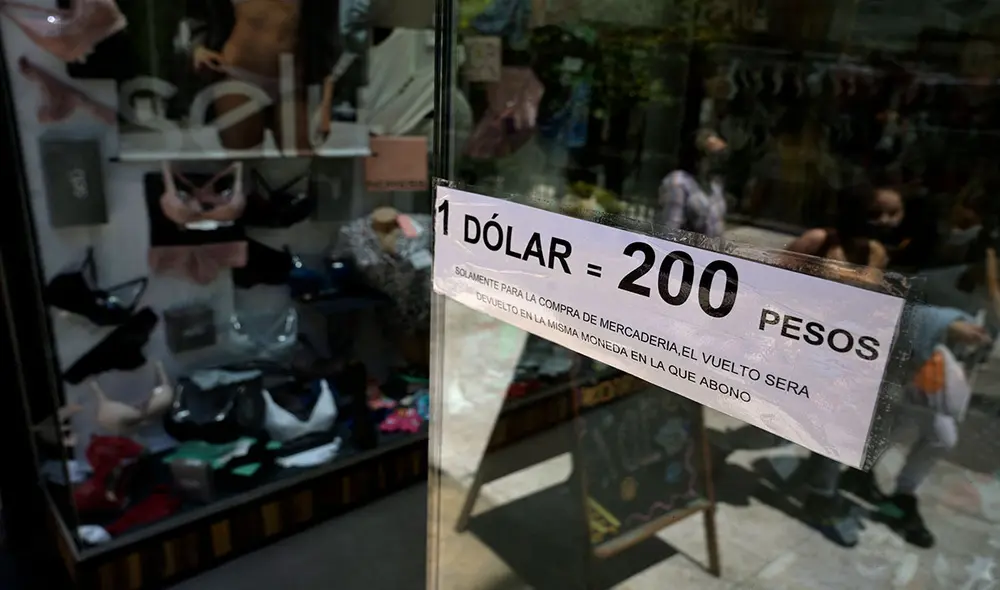 selu
1 DÓLAR = 200 PESOS
SOLAMENTE PARA LA COMPRA DE MERCADERIA,EL VUELTO SERA
DEVUELTO EN LA MISMA MONEDA EN LA QUE ABONO